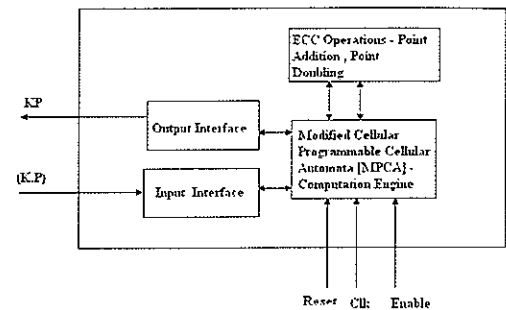 ECC Operations - Point
Addition , Point
Doubling
KP
Output Interface
Modified Cellular
Programmable Cellular
Automata [MPCA} -
Computation Engine
(K.P)
Input Interface
Reset Clk Enable